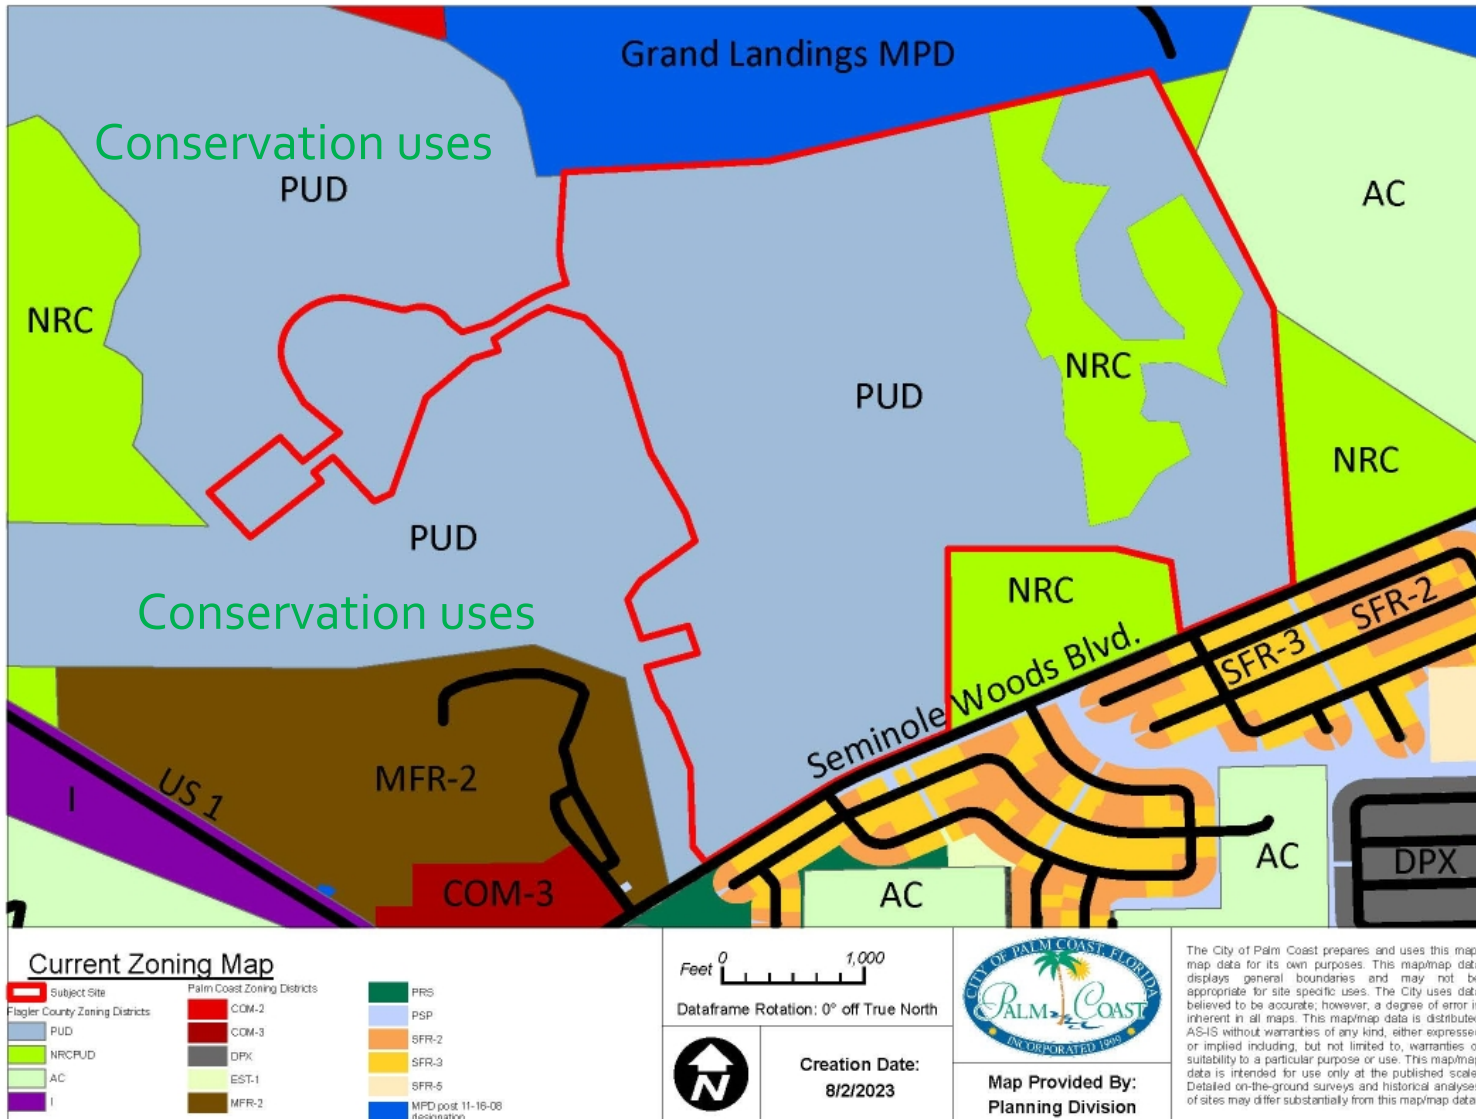 Grand Landings MPD
Conservation uses
PUD
AC
NRC
NRC
PUD
NRC
PUD
NRC
Conservation uses
SFR-2
SFR-3
Seminole Woods Blvd.
MFR-2
US 1
I
COM-3
AC
AC
DPX
Current Zoning Map
Subject Site
Flagler County Zoning Districts
PUD
NRCPUD
AC
I
Palm Coast Zoning Districts
COM-2
COM-3
DPX
EST-1
MFR-2
PRS
PSP
SFR-2
SFR-3
SFR-5
MPD post 11-16-08
designation
Feet 0 1,000
Dataframe Rotation: 0° off True North
N
Creation Date:
8/2/2023
CITY OF PALM COAST, FLORIDA
PALM COAST
INCORPORATED 1999
Map Provided By:
Planning Division
The City of Palm Coast prepares and uses this map
map data for its own purposes. This map/map data
displays general boundaries and may not be
appropriate for site specific uses. The City uses data
believed to be accurate; however, a degree of error is
inherent in all maps. This map/map data is distributed
AS-IS without warranties of any kind, either expressed
or implied including, but not limited to, warranties of
suitability to a particular purpose or use. This map/map
data is intended for use only at the published scale.
Detailed on-the-ground surveys and historical analyses
of sites may differ substantially from this map/map data